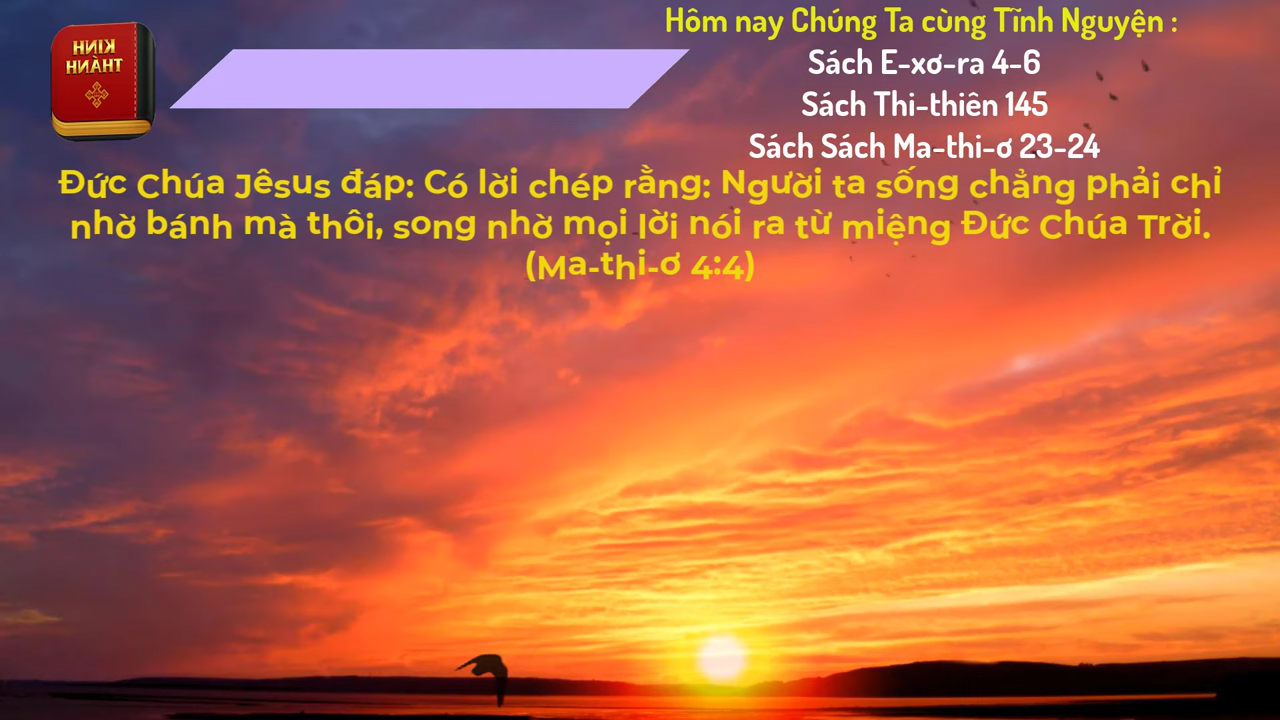 Hôm nay Chúng Ta cùng Tĩnh Nguyện :
KINH
THÁNH
Sách E-xơ-ra 4-6
Sách Thi-thiên 145
Sách Sách Ma-thi-ơ 23-24
Đức Chúa Jêsus đáp: Có lời chép rằng: Người ta sống chẳng phải chỉ
nhờ bánh mà thôi, song nhờ mọi lời nói ra từ miệng Đức Chúa Trời.
(Ma-thi-ơ 4:4)